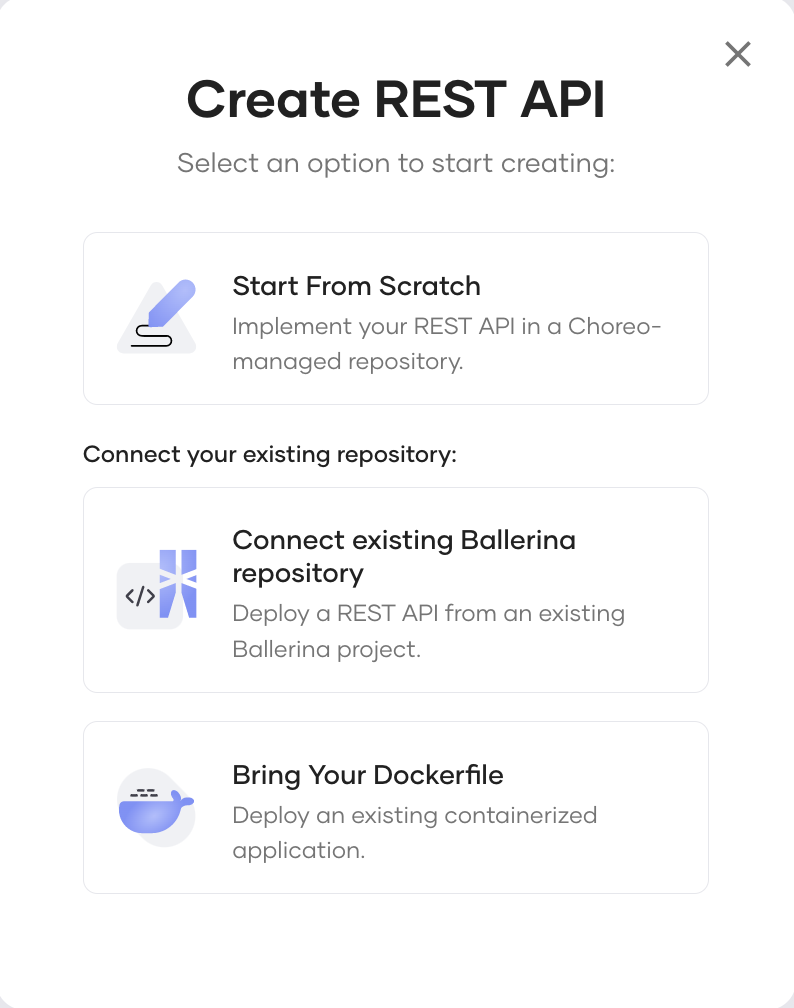 Create REST API
Select an option to start creating:
Start From Scratch
Implement your REST API in a Choreo-
managed repository.
Connect your existing repository:
</>
Connect existing Ballerina
repository
Deploy a REST API from an existing
Ballerina project.
Bring Your Dockerfile
Deploy an existing containerized
application.